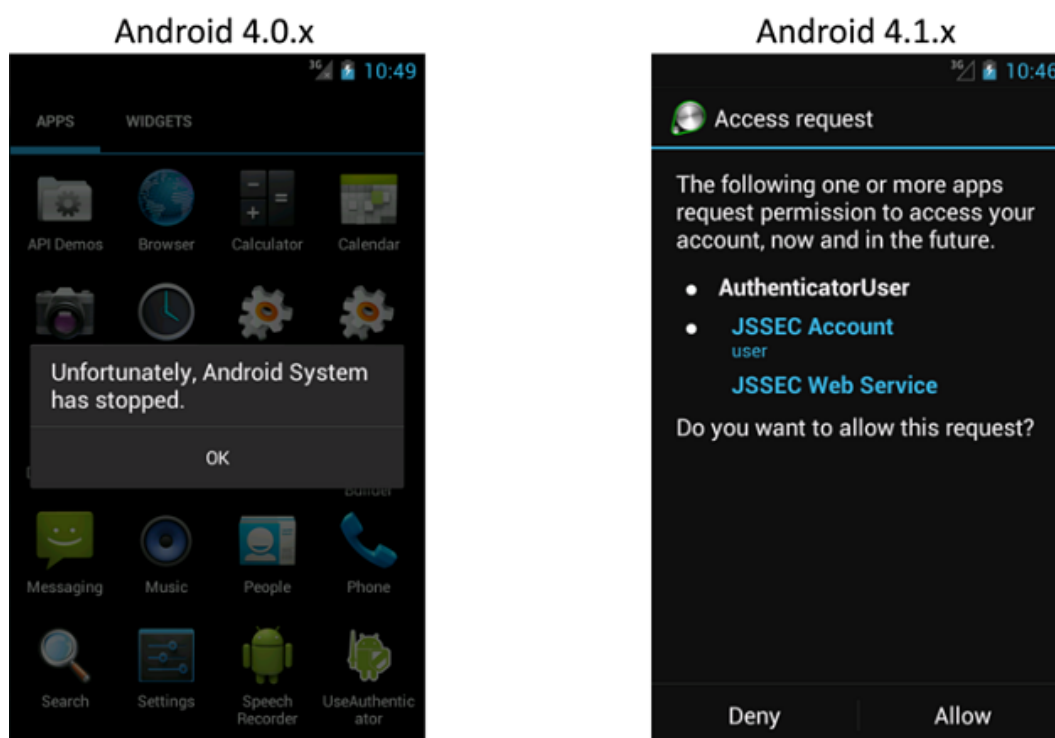 Android 4.0.x
3G 10:49
APPS WIDGETS
API Demos Browser Calculator Calendar
Unfortunately, Android System
has stopped.
OK
Builder
Messaging Music People Phone
Search Settings Speech
Recorder UseAuthentic
ator
Android 4.1.x
3G 10:46
Access request
The following one or more apps
request permission to access your
account, now and in the future.
AuthenticatorUser
JSSEC Account
user
JSSEC Web Service
Do you want to allow this request?
Deny Allow